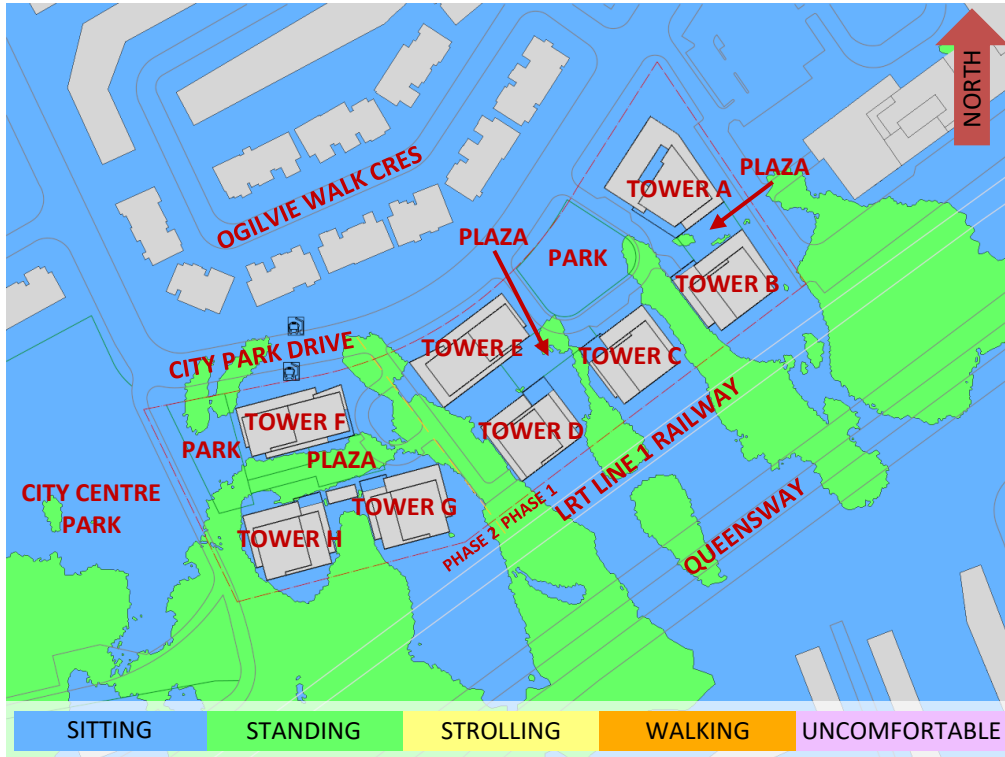 NORTH
PLAZA
TOWER A
OGILVIE WALK CRES
PLAZA
PARK
TOWER B
CITY PARK DRIVE
TOWER E
TOWER C
TOWER F
PARK
PLAZA
TOWER D
LRT LINE 1 RAILWAY
CITY CENTRE
PARK
TOWER G
TOWER H
PHASE 2 PHASE 1
QUEENSWAY
SITTING
STANDING
STROLLING
WALKING
UNCOMFORTABLE